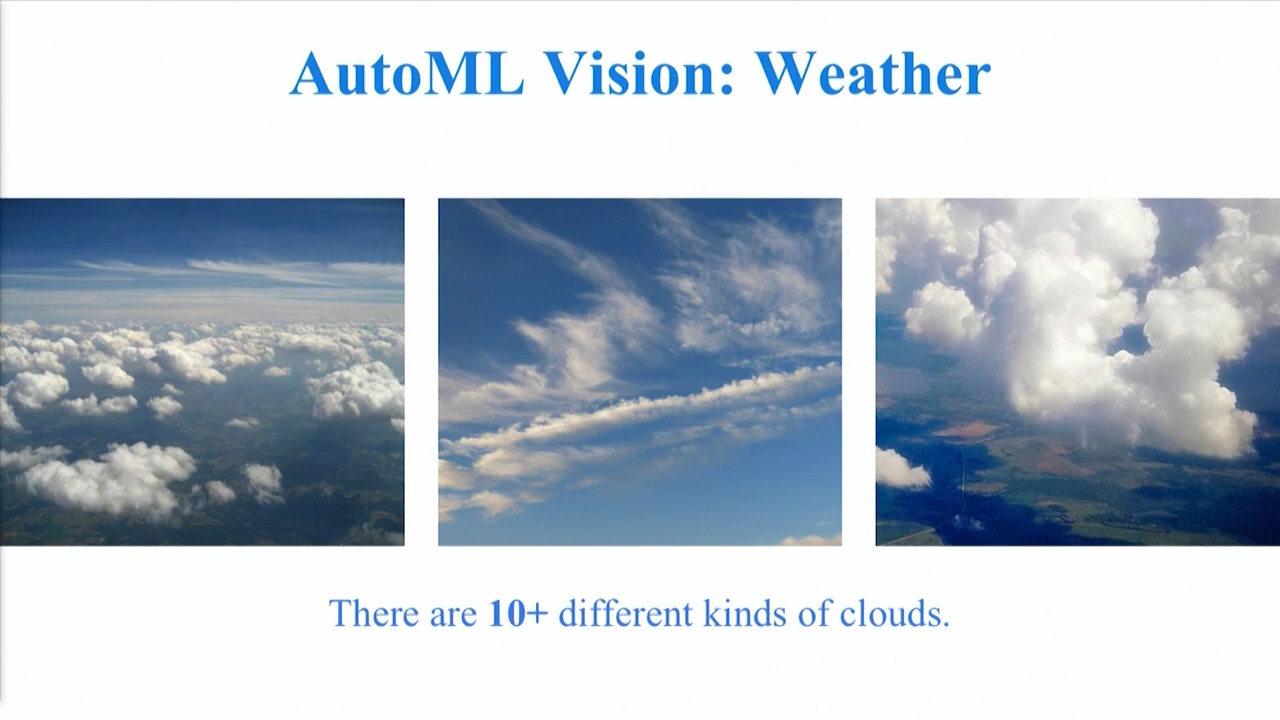 AutoML Vision: Weather
There are 10+ different kinds of clouds.